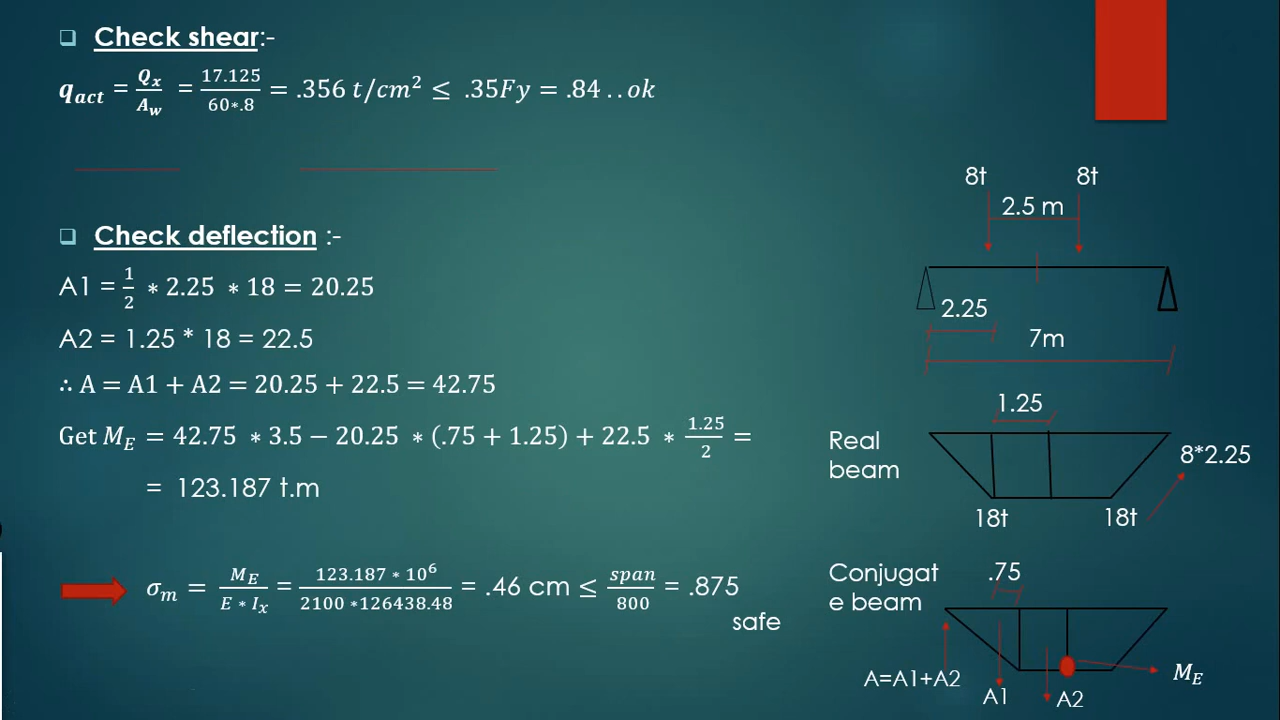 ❑ Check shear:-
q_act = Q_x/A_w = 17.125/60*.8 = .356 t/cm² ≤ .35Fy = .84 ..ok
❑ Check deflection :-
A1 = 1/2 * 2.25 * 18 = 20.25
A2 = 1.25 * 18 = 22.5
∴ A = A1 + A2 = 20.25 + 22.5 = 42.75
Get M_E = 42.75 * 3.5 − 20.25 * (.75 + 1.25) + 22.5 * 1.25/2 =
= 123.187 t.m
σ_m = M_E/E * I_x = 123.187 * 10⁶/2100 *126438.48 = .46 cm ≤ span/800 = .875
safe
8t 8t
2.5 m
2.25
7m
1.25
Real
beam
8*2.25
18t 18t
Conjugat
e beam
.75
A=A1+A2
A1
A2
M_E